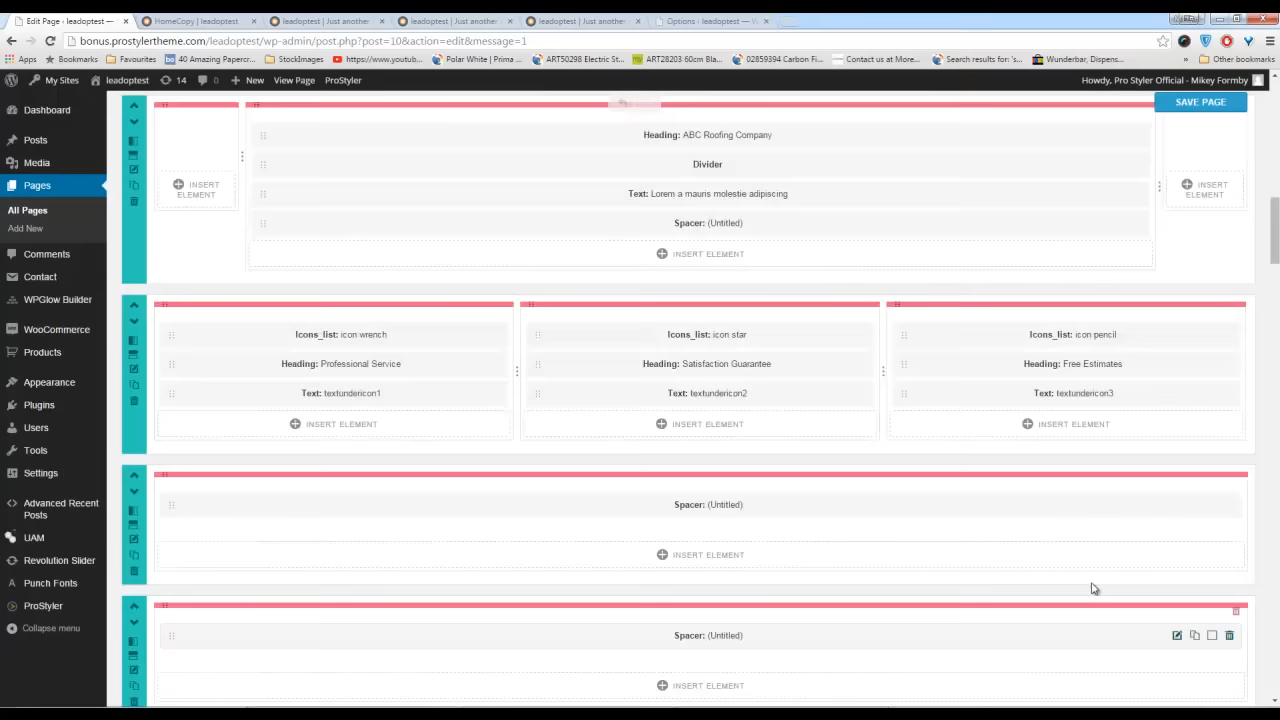 Edit Page ‹ leadoptest — 
HomeCopy | leadoptest
leadoptest | Just another
leadoptest | Just another
leadoptest | Just another
Options ‹ leadoptest — W
bonus.prostylertheme.com/leadoptest/wp-admin/post.php?post=10&action=edit&message=1
Apps
Bookmarks
Favourites
40 Amazing Papercr...
StockImages
https://www.youtub...
Polar White | Prima ...
ART50298 Electric St...
ART28203 60cm Bla...
02859394 Carbon Fi...
Contact us at More...
Search results for: 's...
Wunderbar, Dispens...
Other bookmarks
My Sites
leadoptest
14
0
New
View Page
ProStyler
Howdy, Pro Styler Official - Mikey Formby
Dashboard
Posts
Media
Pages
All Pages
Add New
Comments
Contact
WPGlow Builder
WooCommerce
Products
Appearance
Plugins
Users
Tools
Settings
Advanced Recent
Posts
UAM
Revolution Slider
Punch Fonts
ProStyler
Collapse menu
SAVE PAGE
INSERT
ELEMENT
Heading: ABC Roofing Company
Divider
Text: Lorem a mauris molestie adipiscing
Spacer: (Untitled)
INSERT ELEMENT
INSERT
ELEMENT
Icons_list: icon wrench
Heading: Professional Service
Text: textundericon1
INSERT ELEMENT
Icons_list: icon star
Heading: Satisfaction Guarantee
Text: textundericon2
INSERT ELEMENT
Icons_list: icon pencil
Heading: Free Estimates
Text: textundericon3
INSERT ELEMENT
Spacer: (Untitled)
INSERT ELEMENT
Spacer: (Untitled)
INSERT ELEMENT